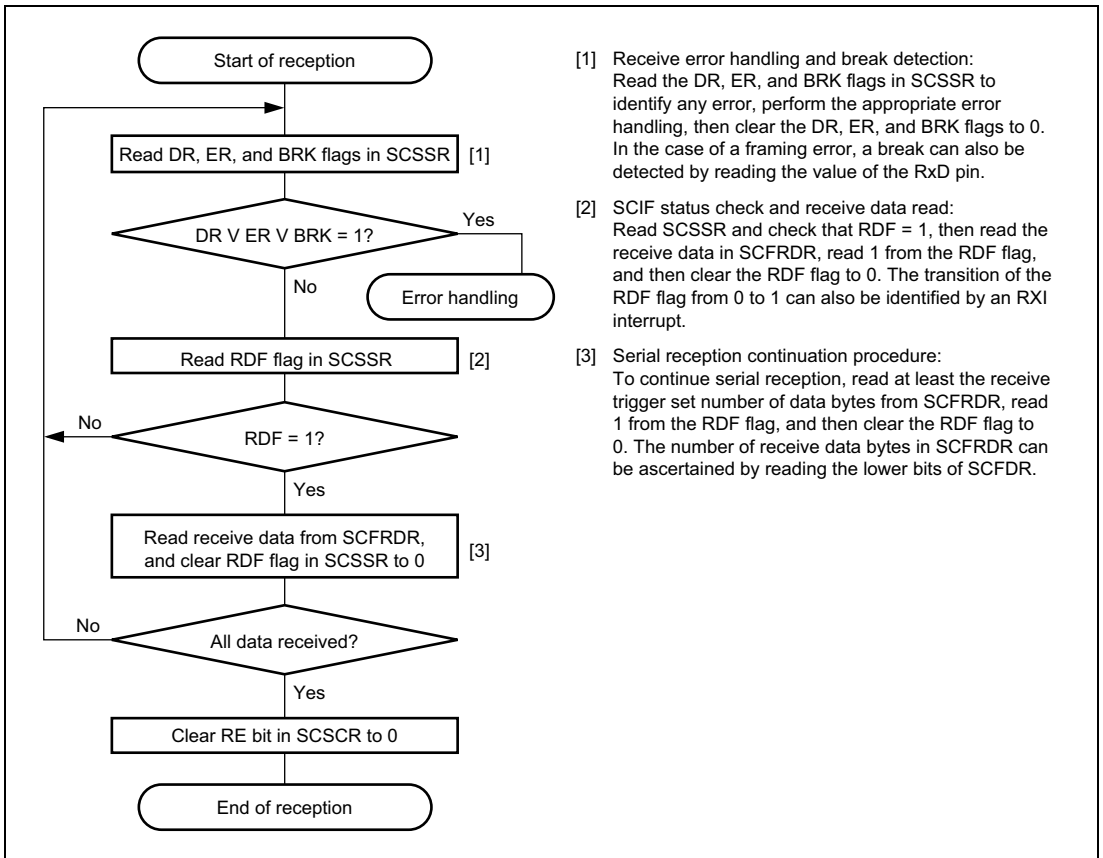 Start of reception
Read DR, ER, and BRK flags in SCSSR [1]
DR V ER V BRK = 1?
Yes
No
Error handling
Read RDF flag in SCSSR [2]
No
RDF = 1?
Yes
Read receive data from SCFRDR,
and clear RDF flag in SCSSR to 0
[3]
No
All data received?
Yes
Clear RE bit in SCSCR to 0
End of reception
[1] Receive error handling and break detection:
Read the DR, ER, and BRK flags in SCSSR to
identify any error, perform the appropriate error
handling, then clear the DR, ER, and BRK flags to 0.
In the case of a framing error, a break can also be
detected by reading the value of the RxD pin.
[2] SCIF status check and receive data read:
Read SCSSR and check that RDF = 1, then read the
receive data in SCFRDR, read 1 from the RDF flag,
and then clear the RDF flag to 0. The transition of the
RDF flag from 0 to 1 can also be identified by an RXI
interrupt.
[3] Serial reception continuation procedure:
To continue serial reception, read at least the receive
trigger set number of data bytes from SCFRDR, read
1 from the RDF flag, and then clear the RDF flag to
0. The number of receive data bytes in SCFRDR can
be ascertained by reading the lower bits of SCFDR.